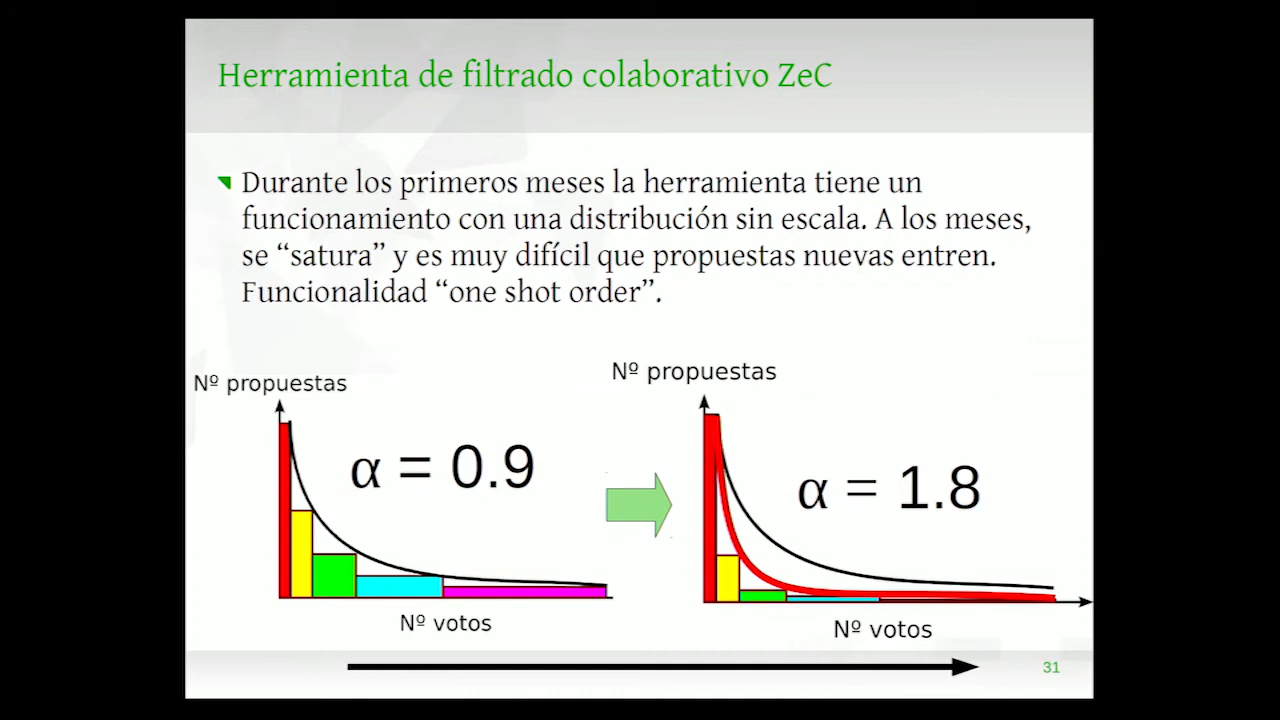 Herramienta de filtrado colaborativo ZeC
Durante los primeros meses la herramienta tiene un
funcionamiento con una distribución sin escala. A los meses,
se “satura” y es muy difícil que propuestas nuevas entren.
Funcionalidad “one shot order”.
Nº propuestas
α = 0.9
Nº votos
Nº propuestas
α = 1.8
Nº votos
31